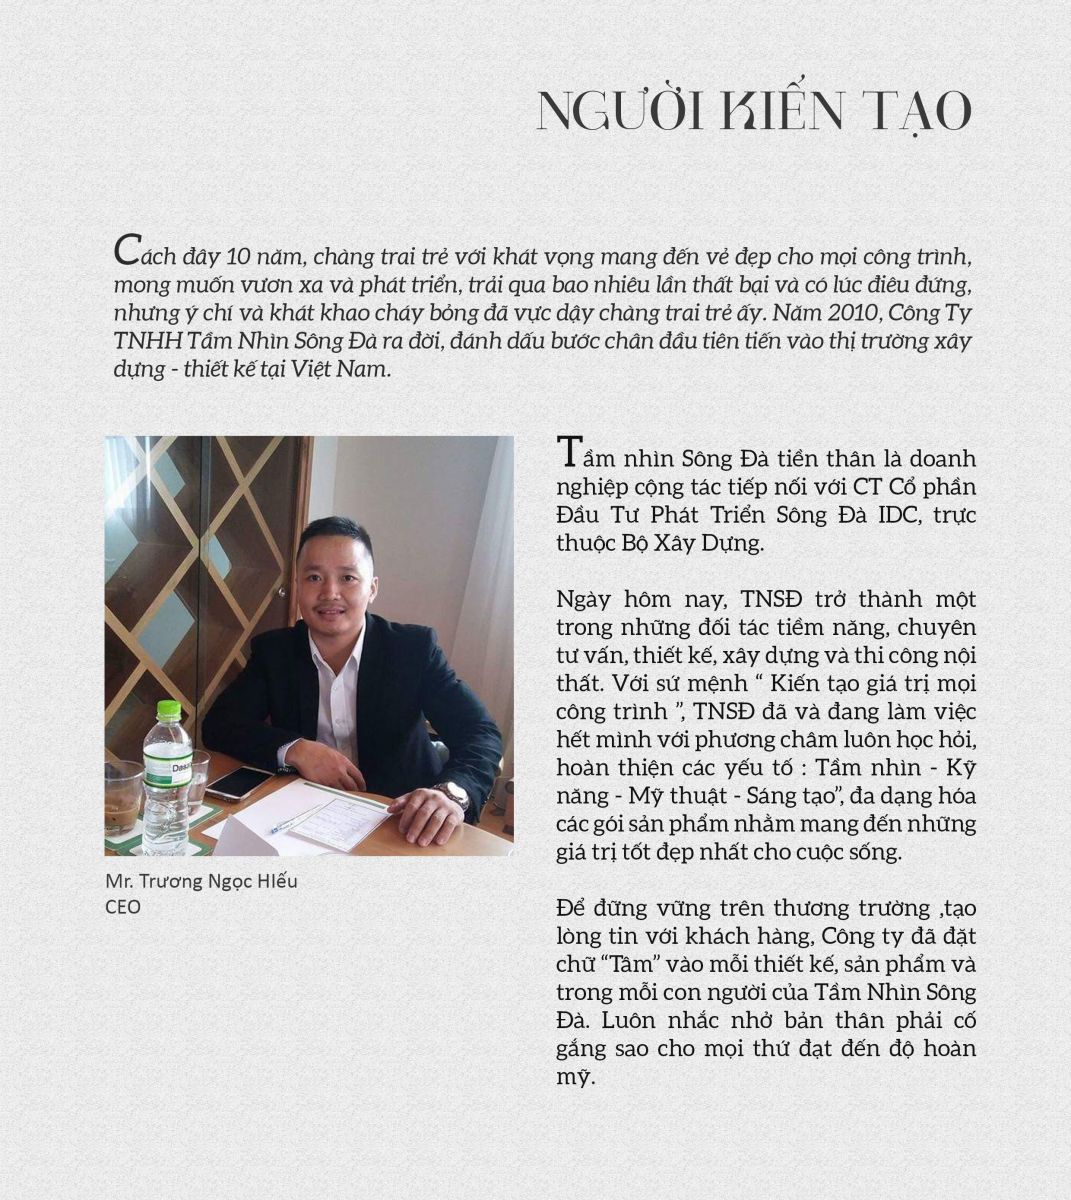 NGƯỜI KIẾN TẠO
Cách đây 10 năm, chàng trai trẻ với khát vọng mang đến vẻ đẹp cho mọi công trình,
mong muốn vươn xa và phát triển, trải qua bao nhiêu lần thất bại và có lúc điêu đứng,
nhưng ý chí và khát khao cháy bỏng đã vực dậy chàng trai trẻ ấy. Năm 2010, Công Ty
TNHH Tầm Nhìn Sông Đà ra đời, đánh dấu bước chân đầu tiên tiến vào thị trường xây
dựng - thiết kế tại Việt Nam.
Tầm nhìn Sông Đà tiền thân là doanh
nghiệp cộng tác tiếp nối với CT Cổ phần
Đầu Tư Phát Triển Sông Đà IDC, trực
thuộc Bộ Xây Dựng.
Ngày hôm nay, TNSĐ trở thành một
trong những đối tác tiềm năng, chuyên
tư vấn, thiết kế, xây dựng và thi công nội
thất. Với sứ mệnh “ Kiến tạo giá trị mọi
công trình ”, TNSĐ đã và đang làm việc
hết mình với phương châm luôn học hỏi,
hoàn thiện các yếu tố : Tầm nhìn - Kỹ
năng - Mỹ thuật - Sáng tạo”, đa dạng hóa
các gói sản phẩm nhằm mang đến những
giá trị tốt đẹp nhất cho cuộc sống.
Để đững vững trên thương trường ,tạo
lòng tin với khách hàng, Công ty đã đặt
chữ “Tâm” vào mỗi thiết kế, sản phẩm và
trong mỗi con người của Tầm Nhìn Sông
Đà. Luôn nhắc nhở bản thân phải cố
gắng sao cho mọi thứ đạt đến độ hoàn
mỹ.
Mr. Trương Ngọc HIếu
CEO